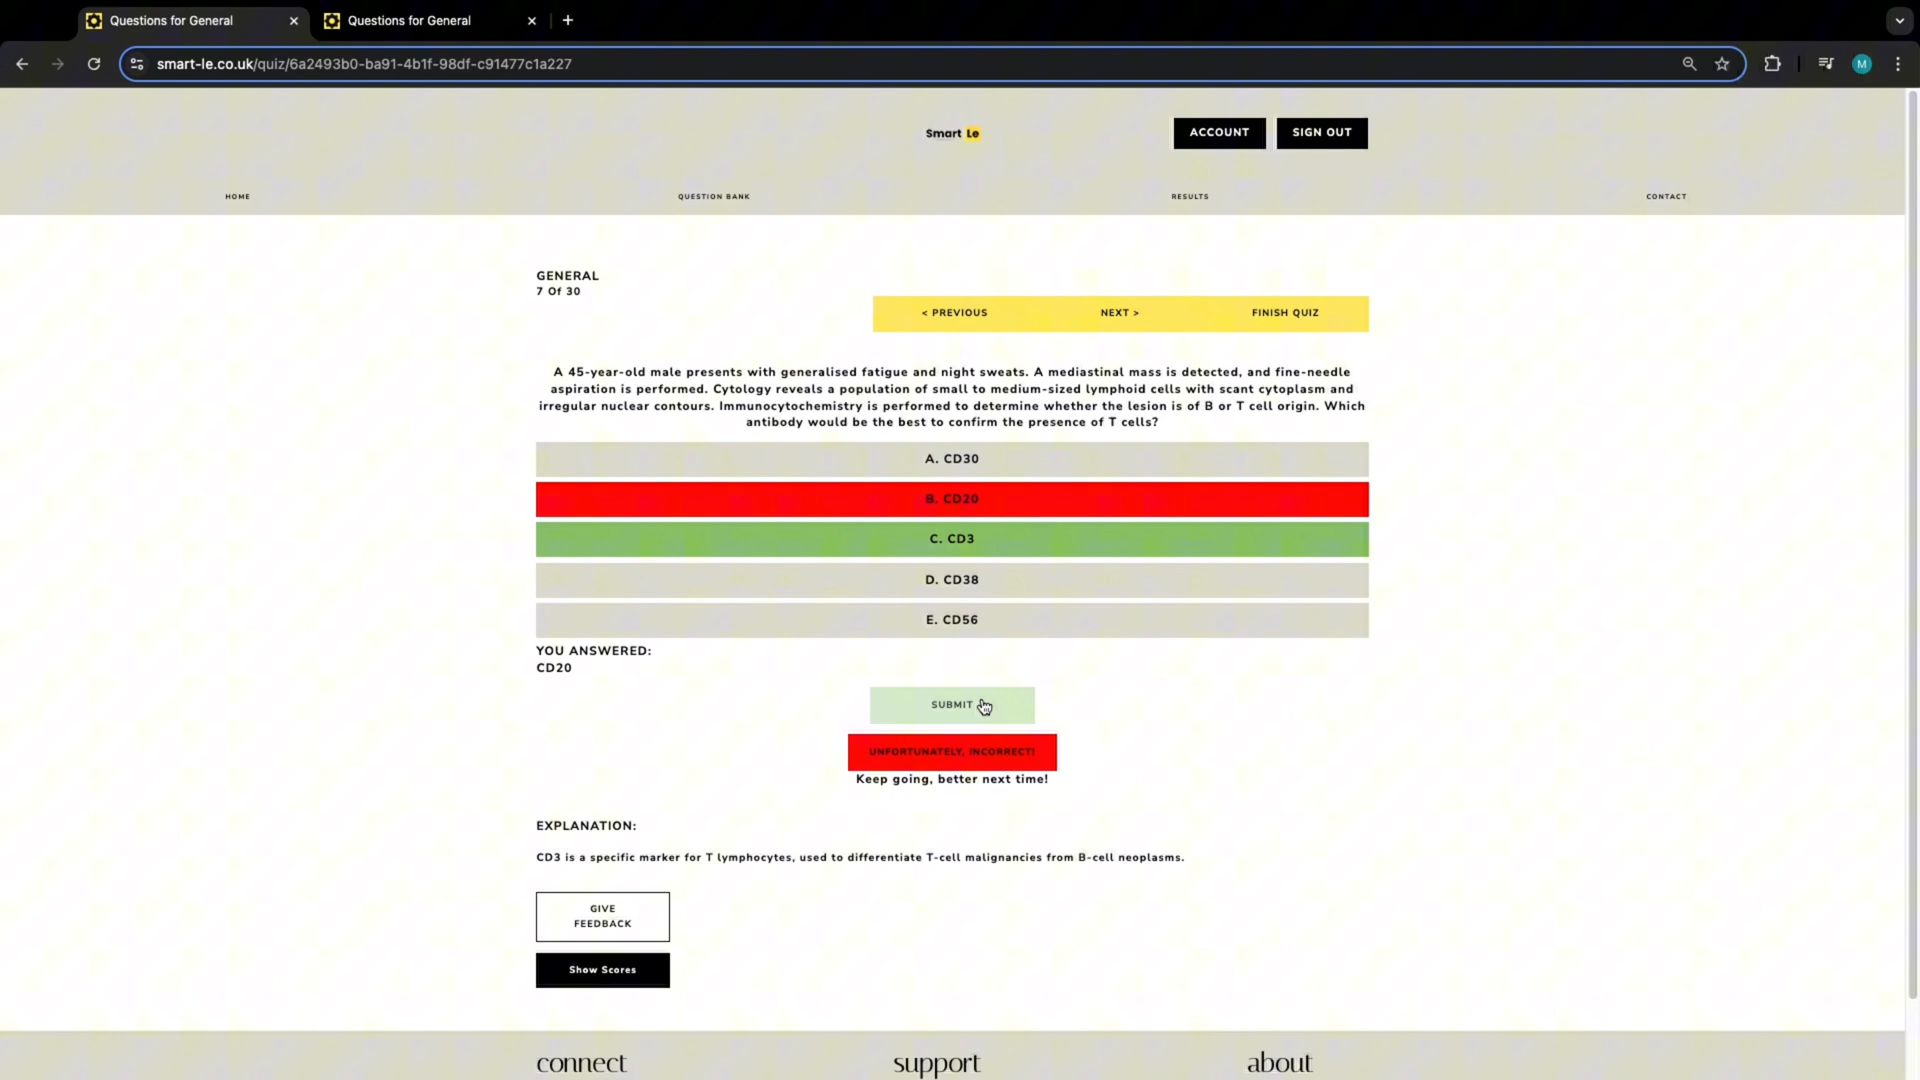 Questions for General
Questions for General
smart-le.co.uk/quiz/6a2493b0-ba91-4b1f-98df-c91477c1a227
M
Smart Le
ACCOUNT
SIGN OUT
HOME
QUESTION BANK
RESULTS
CONTACT
GENERAL
7 Of 30
< PREVIOUS
NEXT >
FINISH QUIZ
A 45-year-old male presents with generalised fatigue and night sweats. A mediastinal mass is detected, and fine-needle
aspiration is performed. Cytology reveals a population of small to medium-sized lymphoid cells with scant cytoplasm and
irregular nuclear contours. Immunocytochemistry is performed to determine whether the lesion is of B or T cell origin. Which
antibody would be the best to confirm the presence of T cells?
A. CD30
B. CD20
C. CD3
D. CD38
E. CD56
YOU ANSWERED:
CD20
SUBMIT
UNFORTUNATELY, INCORRECT!
Keep going, better next time!
EXPLANATION:
CD3 is a specific marker for T lymphocytes, used to differentiate T-cell malignancies from B-cell neoplasms.
GIVE
FEEDBACK
Show Scores
connect
support
about